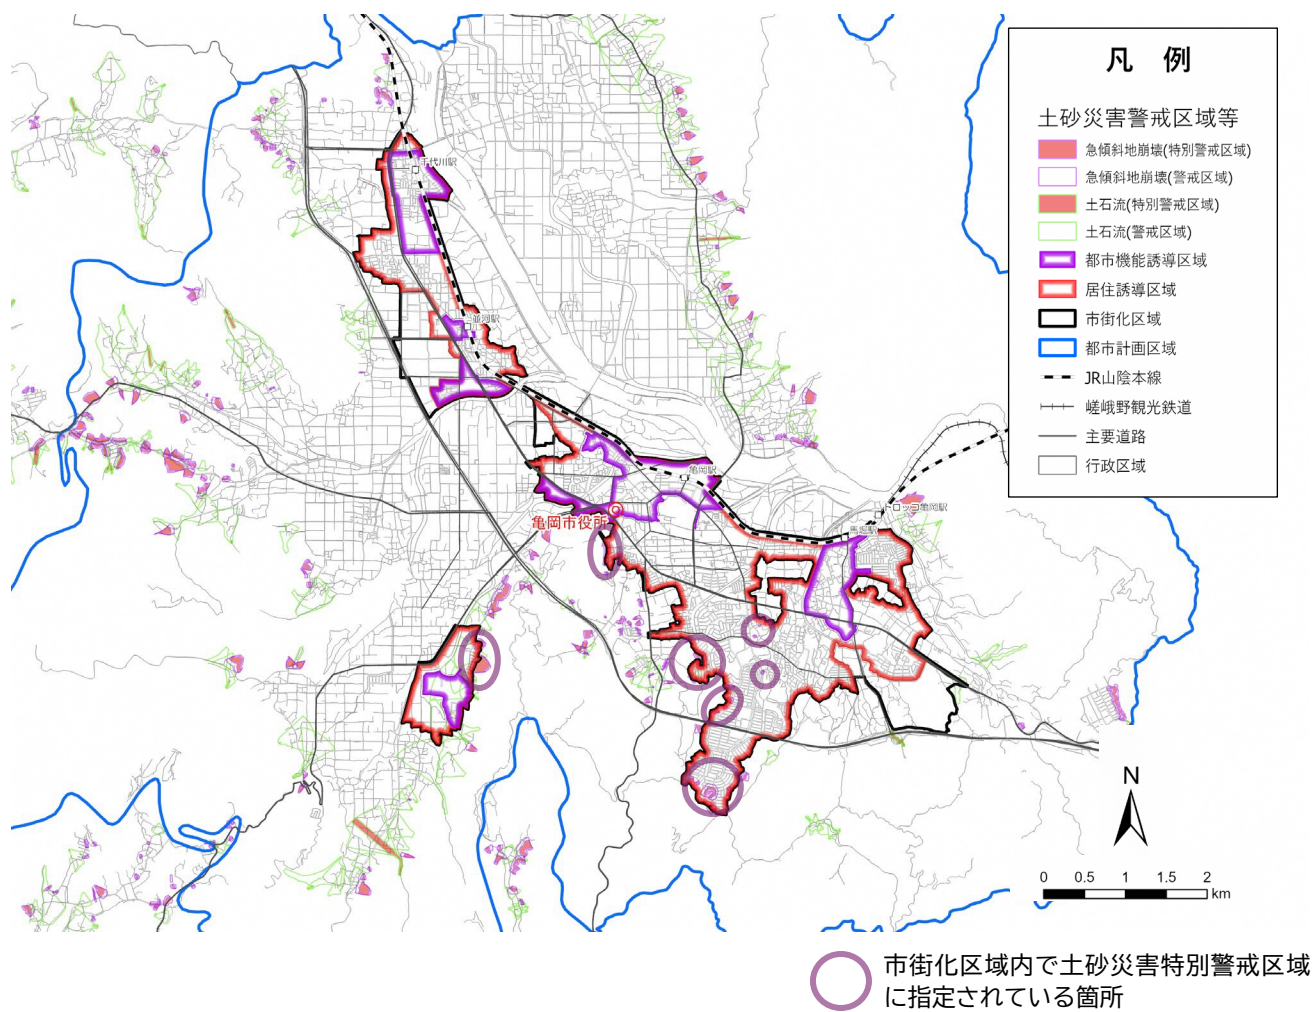 凡 例
土砂災害警戒区域等
急傾斜地崩壊(特別警戒区域)
急傾斜地崩壊(警戒区域)
土石流(特別警戒区域)
土石流(警戒区域)
都市機能誘導区域
居住誘導区域
市街化区域
都市計画区域
JR山陰本線
嵯峨野観光鉄道
主要道路
行政区域
千代川駅
並河駅
亀岡駅
亀岡市役所
トロッコ亀岡駅
馬堀駅
N
0 0.5 1 1.5 2
km
市街化区域内で土砂災害特別警戒区域
に指定されている箇所